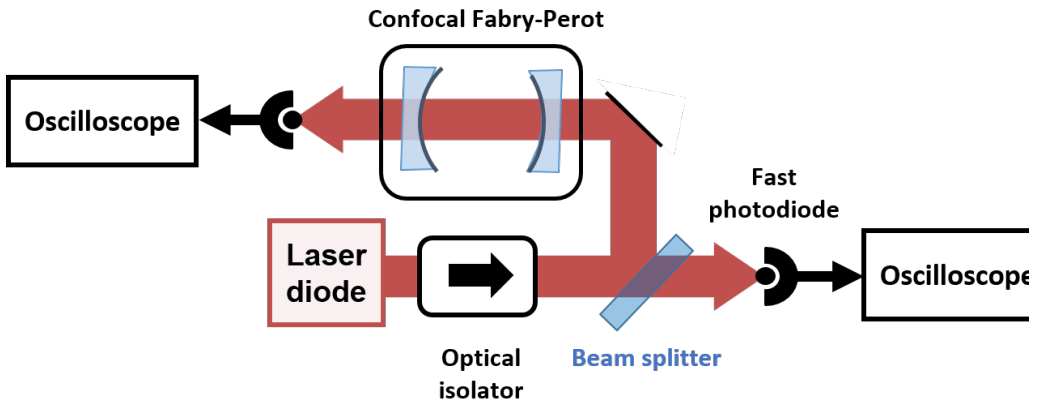 Confocal Fabry-Perot
Oscilloscope
Fast
photodiode
Laser
diode
Oscilloscope
Optical
isolator
Beam splitter